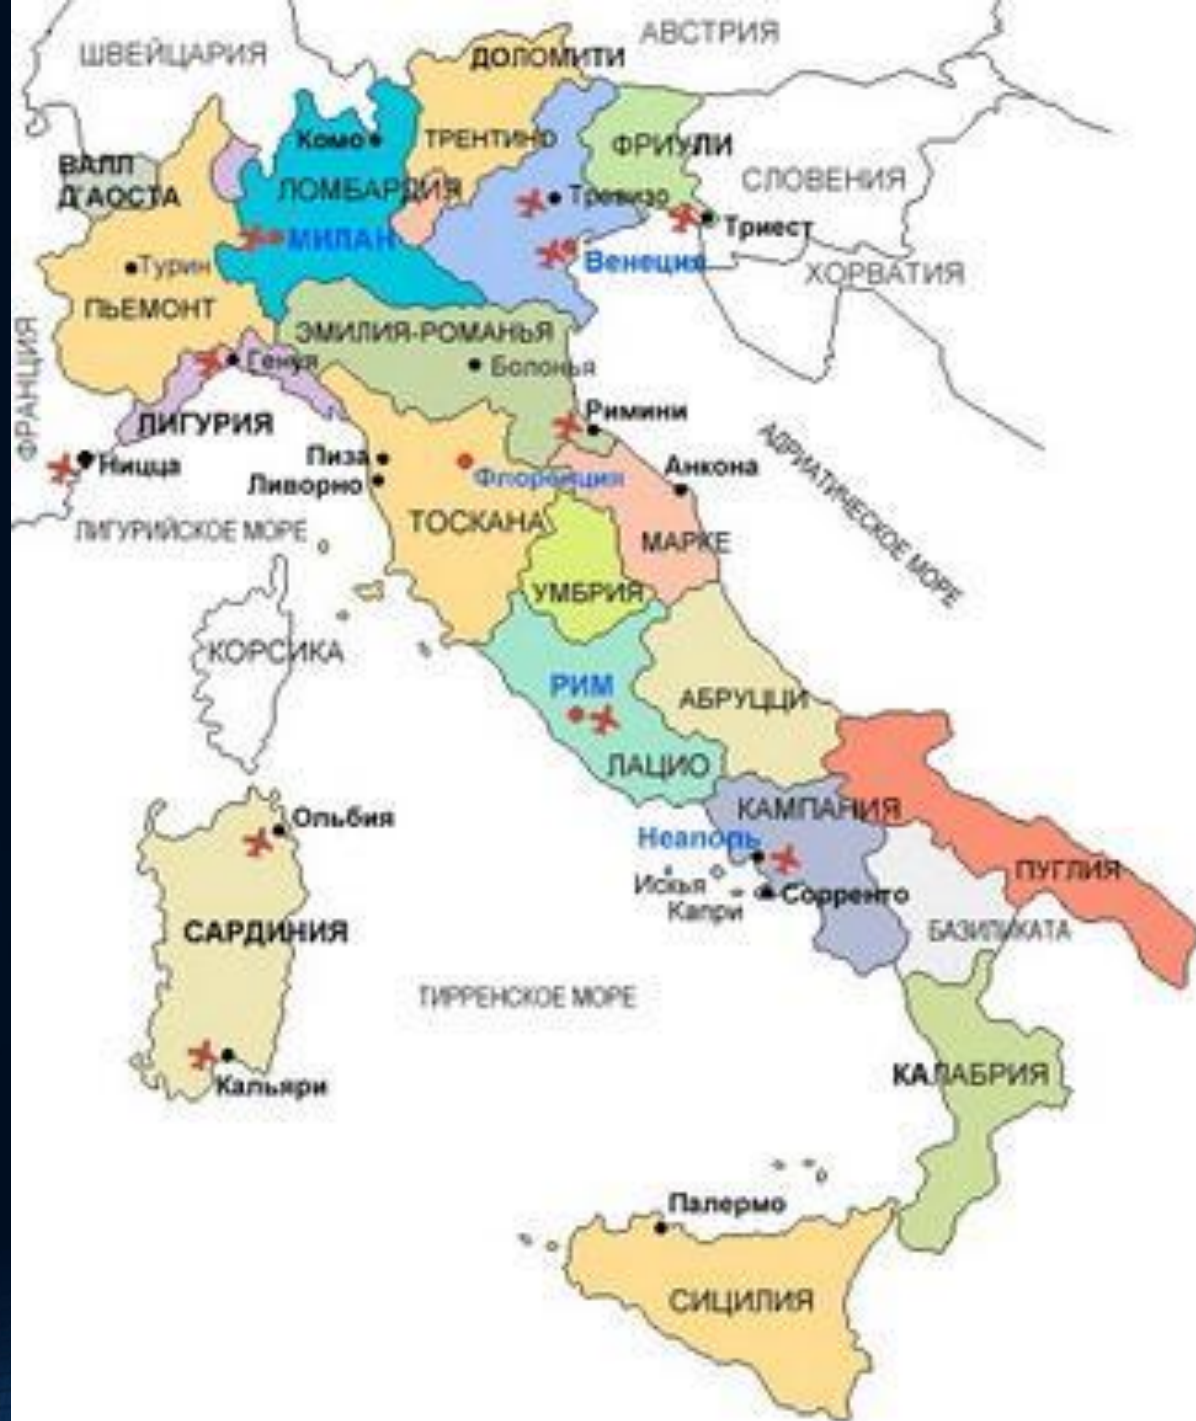 АВСТРИЯ
ШВЕЙЦАРИЯ
ДОЛОМИТИ
Комо
ТРЕНТИНО
ФРИУЛИ
ВАЛЛ
Д'АОСТА
ЛОМБАРДИЯ
Тревизо
СЛОВЕНИЯ
Триест
МИЛАН
Венеция
Турин
ХОРВАТИЯ
ПЬЕМОНТ
ЭМИЛИЯ-РОМАНЬЯ
ФРАНЦИЯ
Генуя
Болонья
Римини
ЛИГУРИЯ
Пиза
Ницца
Анкона
Флоренция
Ливорно
АДРИАТИЧЕСКОЕ МОРЕ
ТОСКАНА
ЛИГУРИЙСКОЕ МОРЕ
МАРКЕ
УМБРИЯ
КОРСИКА
РИМ
АБРУЦЦИ
ЛАЦИО
КАМПАНИЯ
Ольбия
Неаполь
ПУГЛИЯ
Искья
Сорренто
Капри
САРДИНИЯ
БАЗИЛИКАТА
ТИРРЕНСКОЕ МОРЕ
КАЛАБРИЯ
Кальяри
Палермо
СИЦИЛИЯ